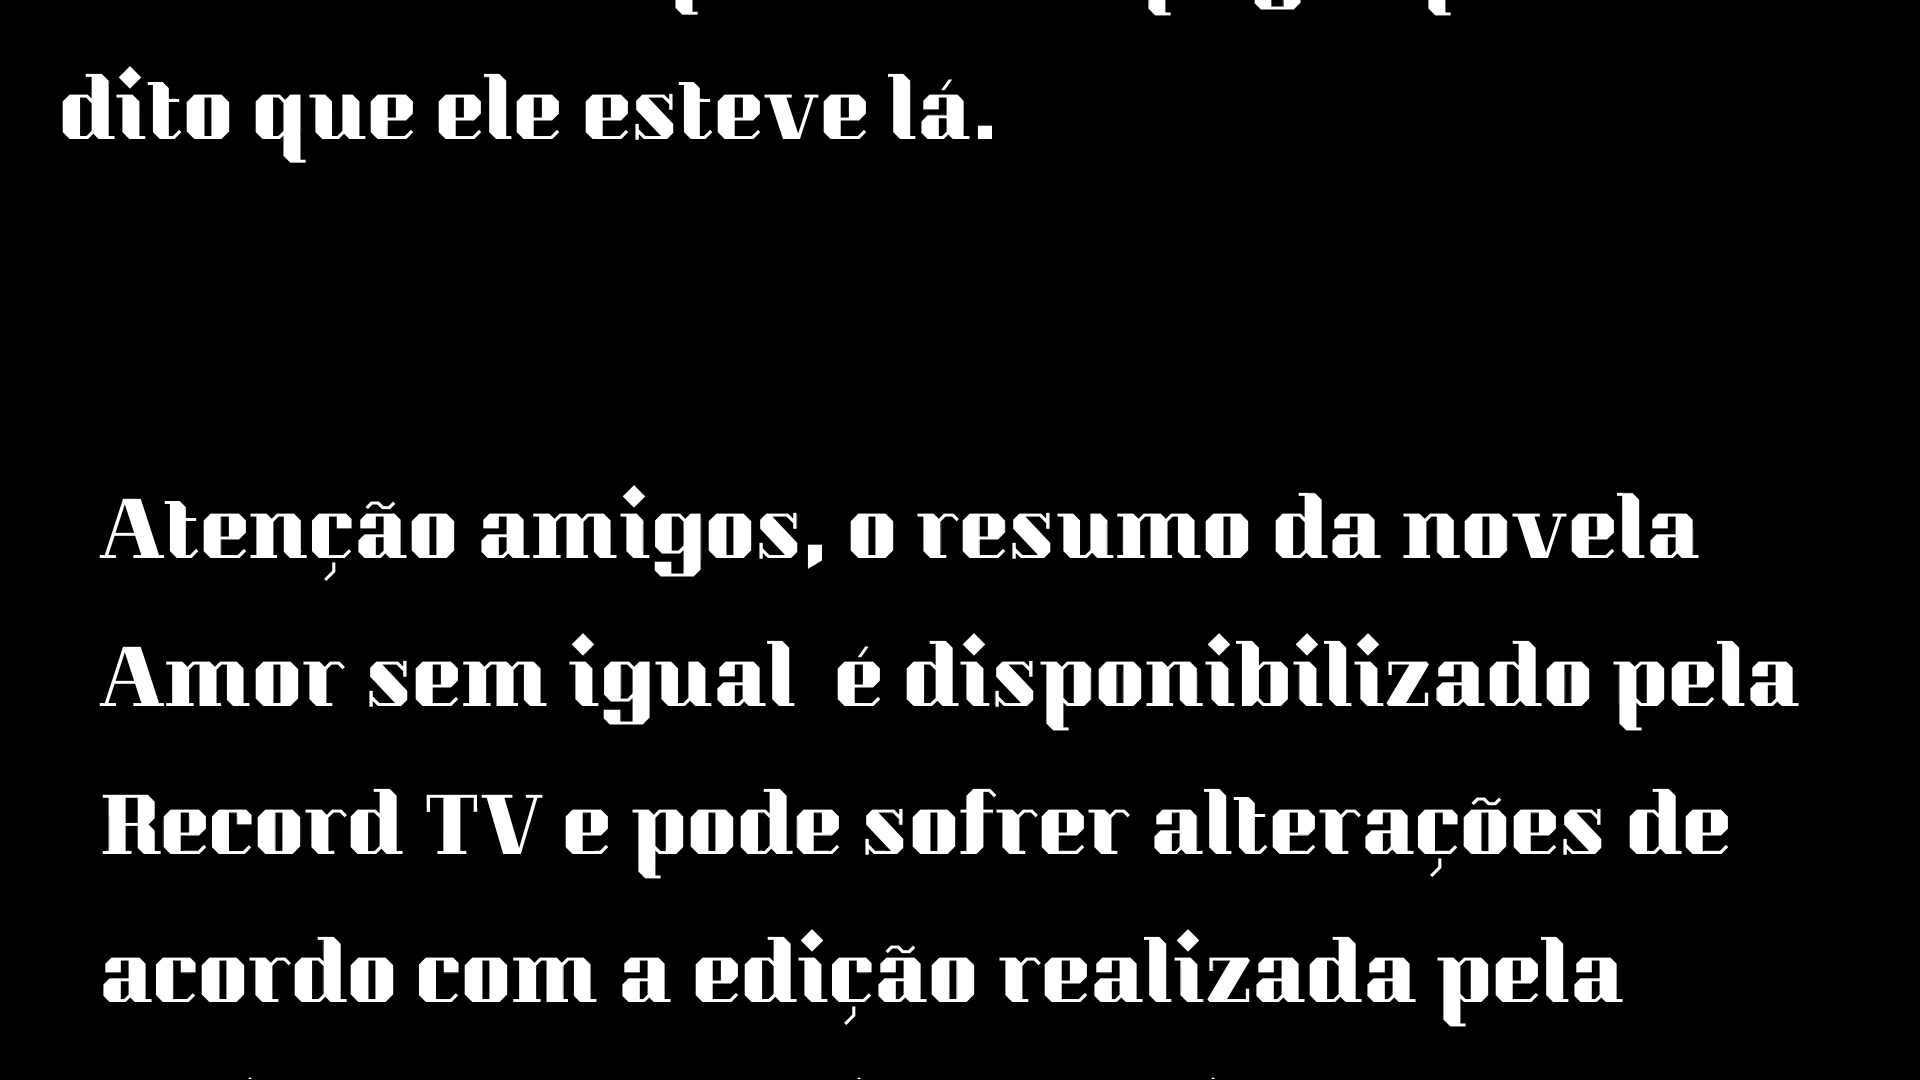 dito que ele esteve lá.
Atenção amigos, o resumo da novela
Amor sem igual  é disponibilizado pela
Record TV e pode sofrer alterações de
acordo com a edição realizada pela